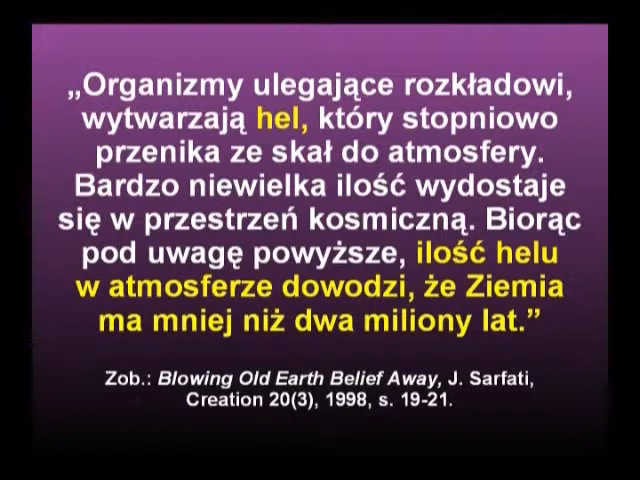 „Organizmy ulegające rozkładowi,
wytwarzają hel, który stopniowo
przenika ze skał do atmosfery.
Bardzo niewielka ilość wydostaje
się w przestrzeń kosmiczną. Biorąc
pod uwagę powyższe, ilość helu
w atmosferze dowodzi, że Ziemia
ma mniej niż dwa miliony lat.”
Zob.: Blowing Old Earth Belief Away, J. Sarfati,
Creation 20(3), 1998, s. 19-21.